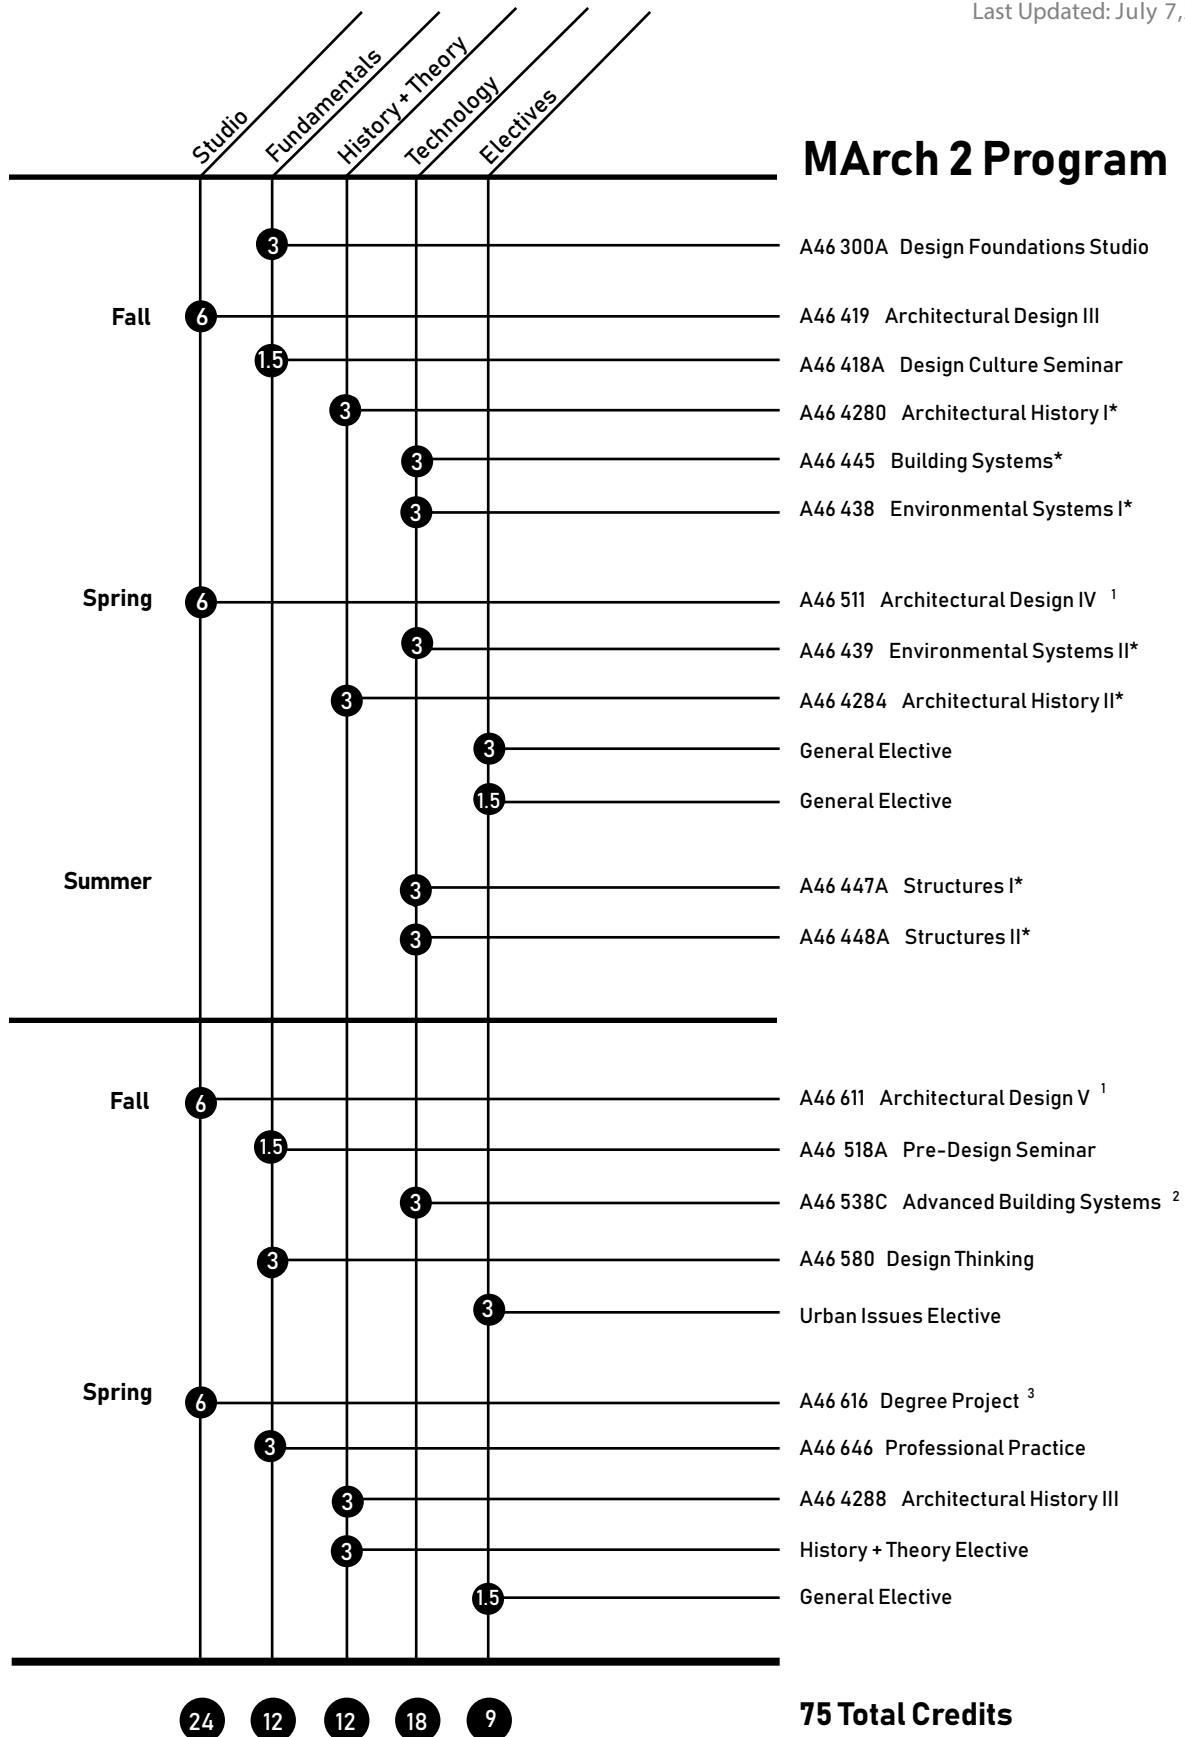 Last Updated: July 7,
Studio
Fundamentals
History + Theory
Technology
Electives
MArch 2 Program
3 A46 300A Design Foundations Studio
Fall 6 A46 419 Architectural Design III
1.5 A46 418A Design Culture Seminar
3 A46 4280 Architectural History I*
3 A46 445 Building Systems*
3 A46 438 Environmental Systems I*
Spring 6 A46 511 Architectural Design IV 1
3 A46 439 Environmental Systems II*
3 A46 4284 Architectural History II*
3 General Elective
1.5 General Elective
Summer 3 A46 447A Structures I*
3 A46 448A Structures II*
Fall 6 A46 611 Architectural Design V 1
1.5 A46 518A Pre-Design Seminar
3 A46 538C Advanced Building Systems 2
3 A46 580 Design Thinking
3 Urban Issues Elective
Spring 6 A46 616 Degree Project 3
3 A46 646 Professional Practice
3 A46 4288 Architectural History III
3 History + Theory Elective
1.5 General Elective
24 12 12 18 9 75 Total Credits